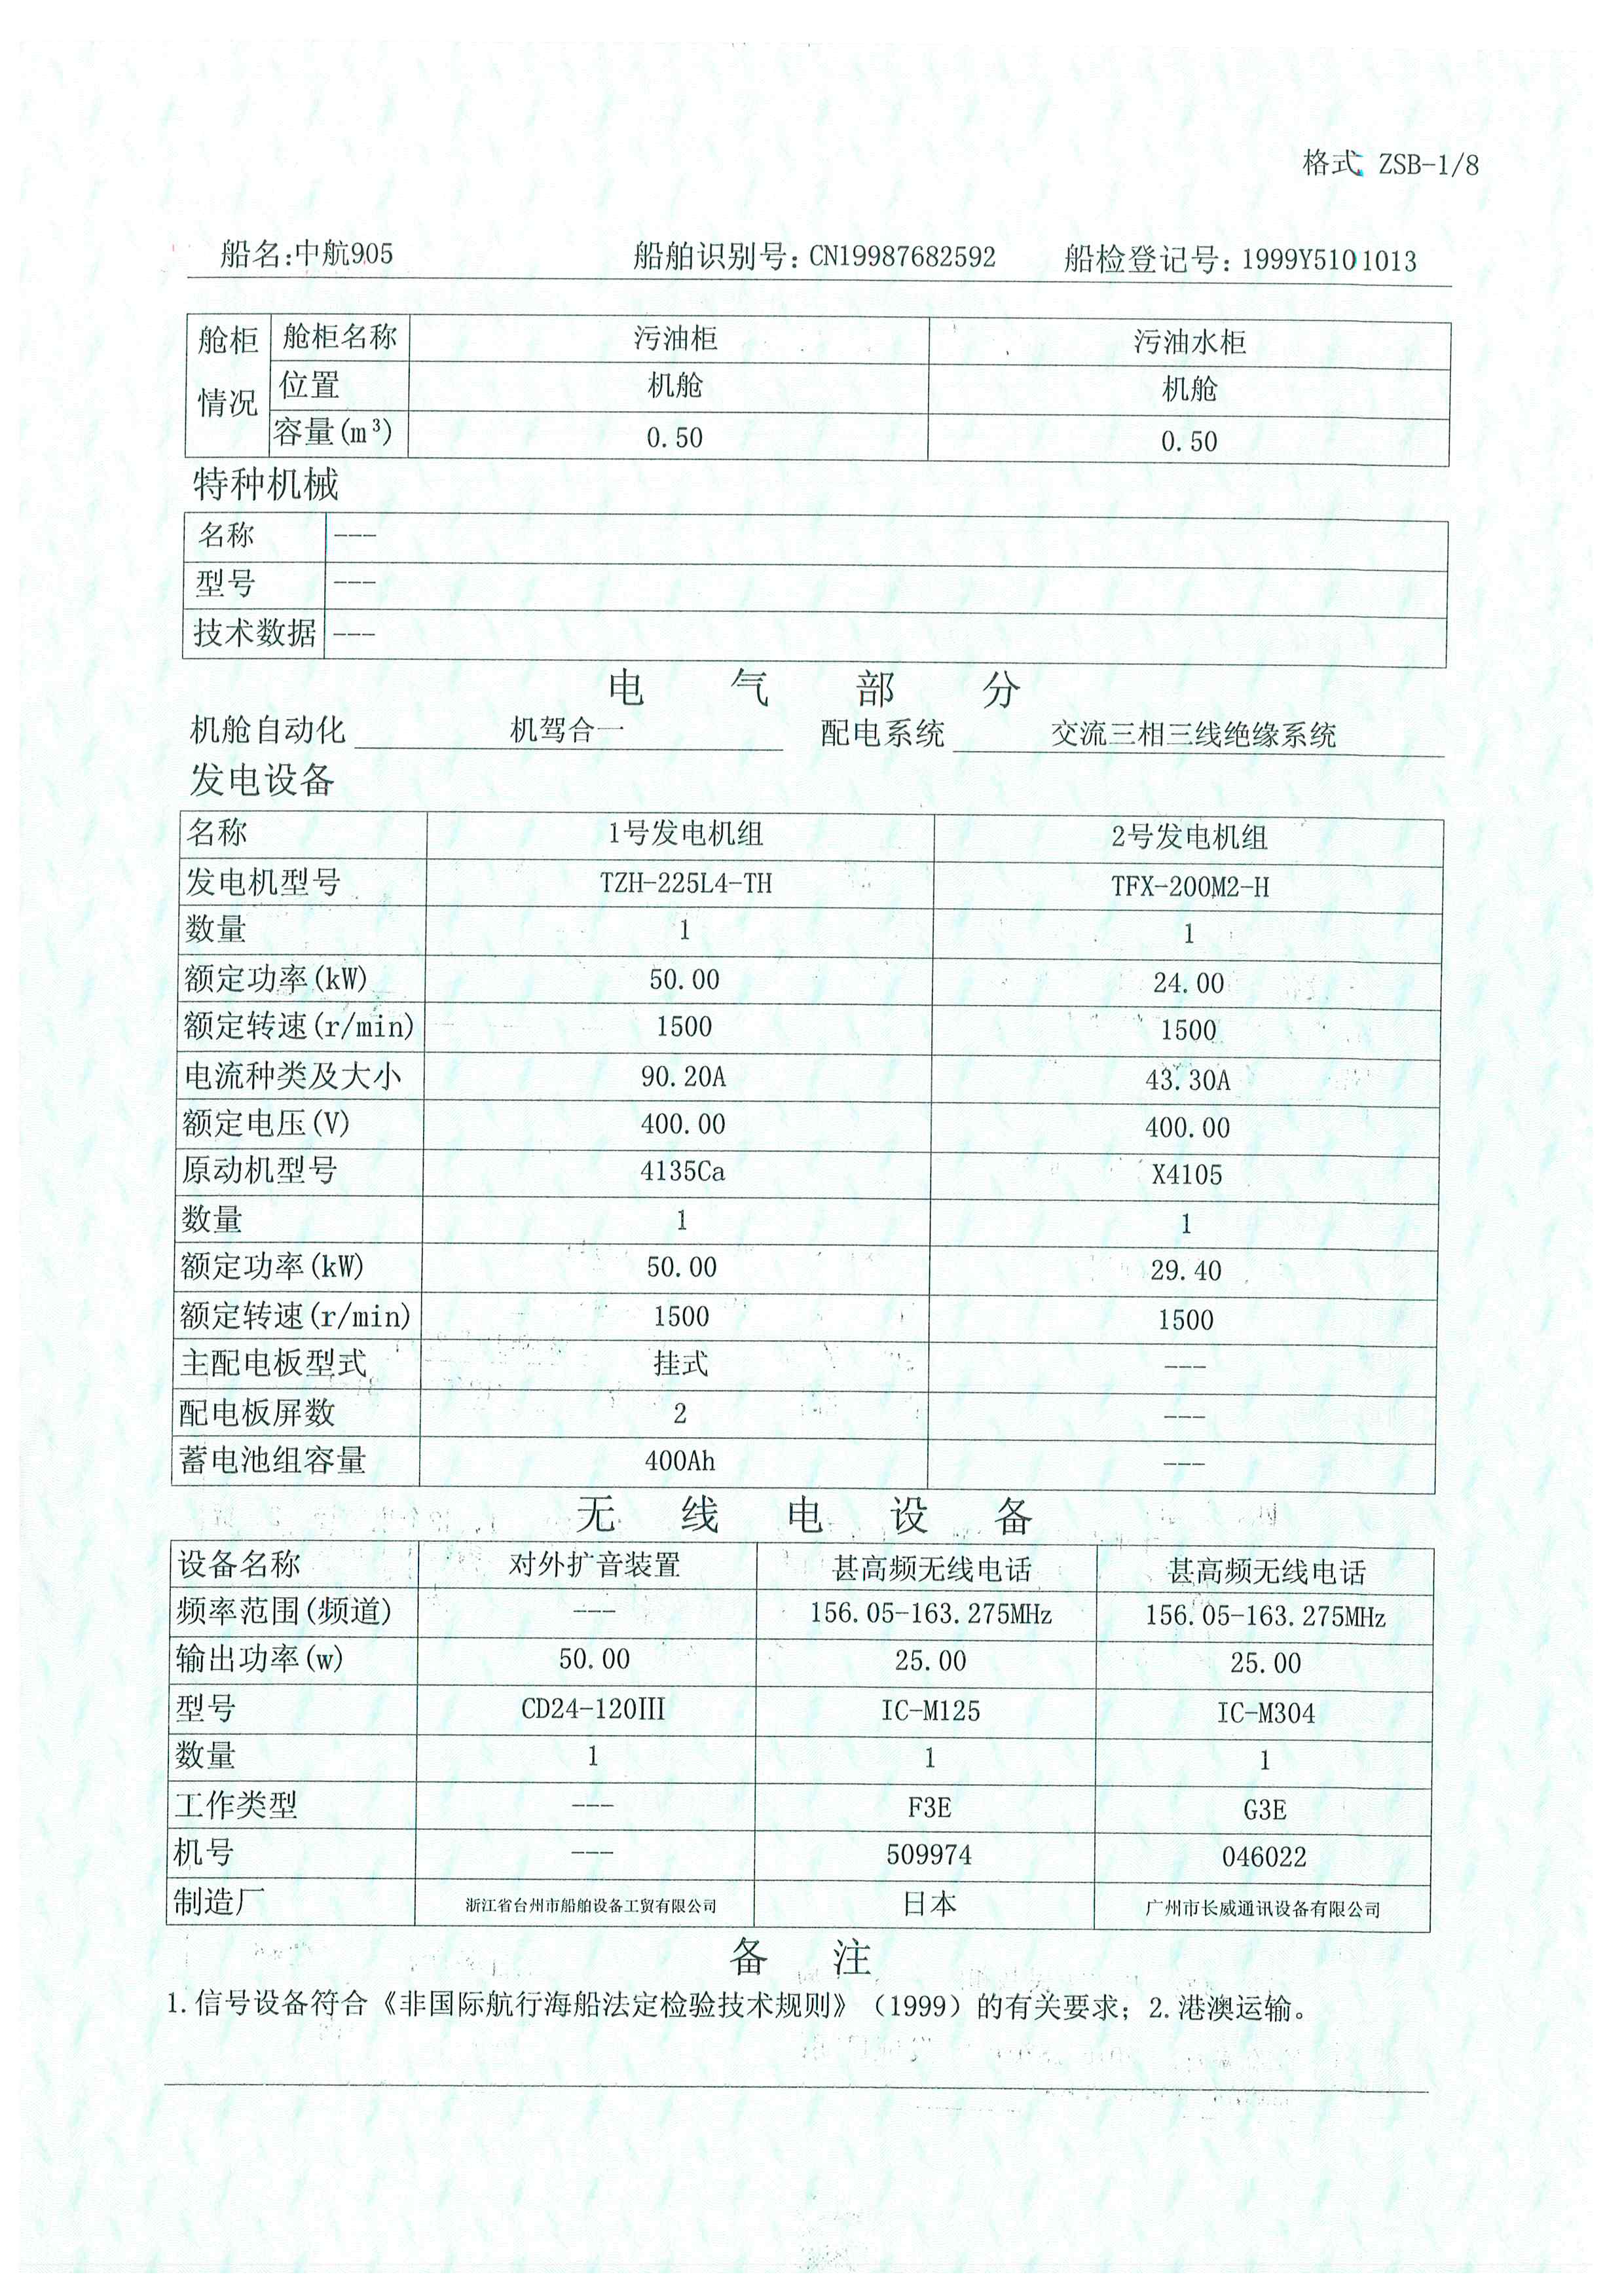 格式 ZSB-1/8
船名:中航905 船舶识别号: CN19987682592 船检登记号: 1999Y5101013
舱柜情况 舱柜名称 污油柜 污油水柜
位置 机舱 机舱
容量(m³) 0.50 0.50
特种机械
名称 ---
型号 ---
技术数据 ---
电气部分
机舱自动化 机驾合一 配电系统 交流三相三线绝缘系统
发电设备
名称 1号发电机组 2号发电机组
发电机型号 TZH-225L4-TH TFX-200M2-H
数量 1 1
额定功率(kW) 50.00 24.00
额定转速(r/min) 1500 1500
电流种类及大小 90.20A 43.30A
额定电压(V) 400.00 400.00
原动机型号 4135Ca X4105
数量 1 1
额定功率(kW) 50.00 29.40
额定转速(r/min) 1500 1500
主配电板型式 挂式 ---
配电板屏数 2 ---
蓄电池组容量 400Ah ---
无线电设备
设备名称 对外扩音装置 甚高频无线电话 甚高频无线电话
频率范围(频道) --- 156.05-163.275MHz 156.05-163.275MHz
输出功率(w) 50.00 25.00 25.00
型号 CD24-120III IC-M125 IC-M304
数量 1 1 1
工作类型 --- F3E G3E
机号 --- 509974 046022
制造厂 浙江省台州市船舶设备工贸有限公司 日本 广州市长威通讯设备有限公司
备注
1.信号设备符合《非国际航行海船法定检验技术规则》（1999）的有关要求；2.港澳运输。